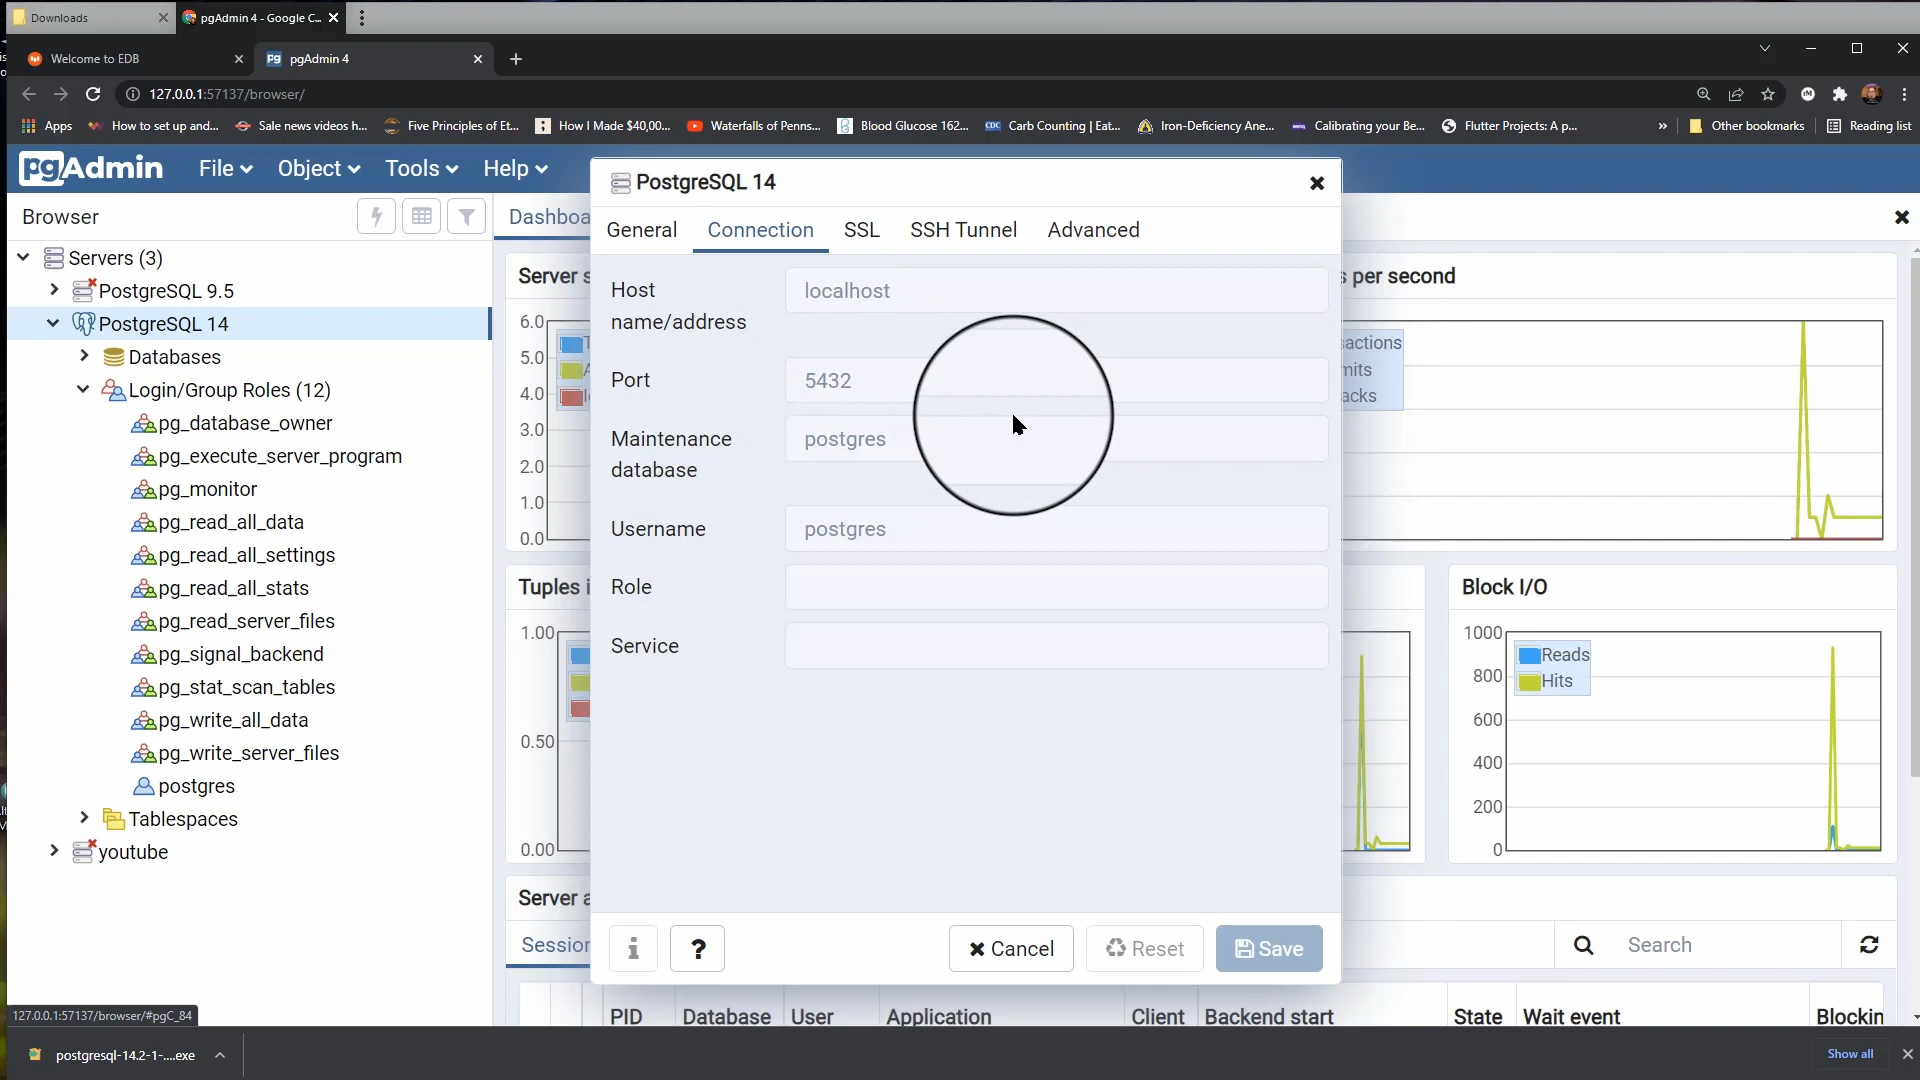 Downloads
pgAdmin 4 - Google C...
Welcome to EDB
pgAdmin 4
127.0.0.1:57137/browser/
Apps
How to set up and...
Sale news videos h...
Five Principles of Et...
How I Made $40,00...
Waterfalls of Penns...
Blood Glucose 162...
CDC Carb Counting | Eat...
Iron-Deficiency Ane...
Calibrating your Be...
Flutter Projects: A p...
»
Other bookmarks
Reading list
pgAdmin
File
Object
Tools
Help
Browser
Servers (3)
PostgreSQL 9.5
PostgreSQL 14
Databases
Login/Group Roles (12)
pg_database_owner
pg_execute_server_program
pg_monitor
pg_read_all_data
pg_read_all_settings
pg_read_all_stats
pg_read_server_files
pg_signal_backend
pg_stat_scan_tables
pg_write_all_data
pg_write_server_files
postgres
Tablespaces
youtube
Dashboa
Server s
6.0
5.0
4.0
3.0
2.0
1.0
0.0
T
A
I
s per second
sactions
mits
acks
Tuples i
1.00
0.50
0.00
Block I/O
1000
800
600
400
200
0
Reads
Hits
Server a
Session
Search
PID
Database
User
Application
Client
Backend start
State
Wait event
Blockin
PostgreSQL 14
General
Connection
SSL
SSH Tunnel
Advanced
Host
name/address
localhost
Port
5432
Maintenance
database
postgres
Username
postgres
Role
Service
i
?
Cancel
Reset
Save
127.0.0.1:57137/browser/#pgC_84
postgresql-14.2-1-....exe
Show all